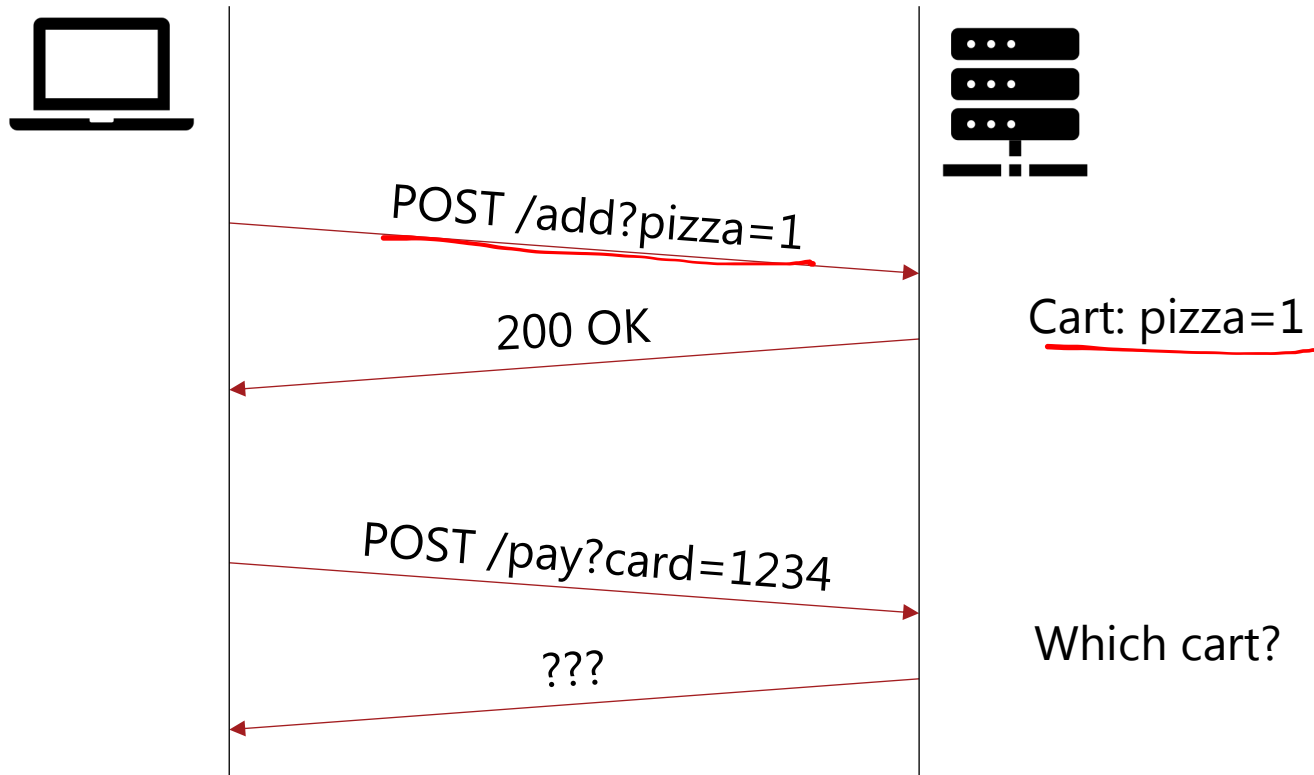 POST /add?pizza=1
200 OK
Cart: pizza=1
POST /pay?card=1234
???
Which cart?